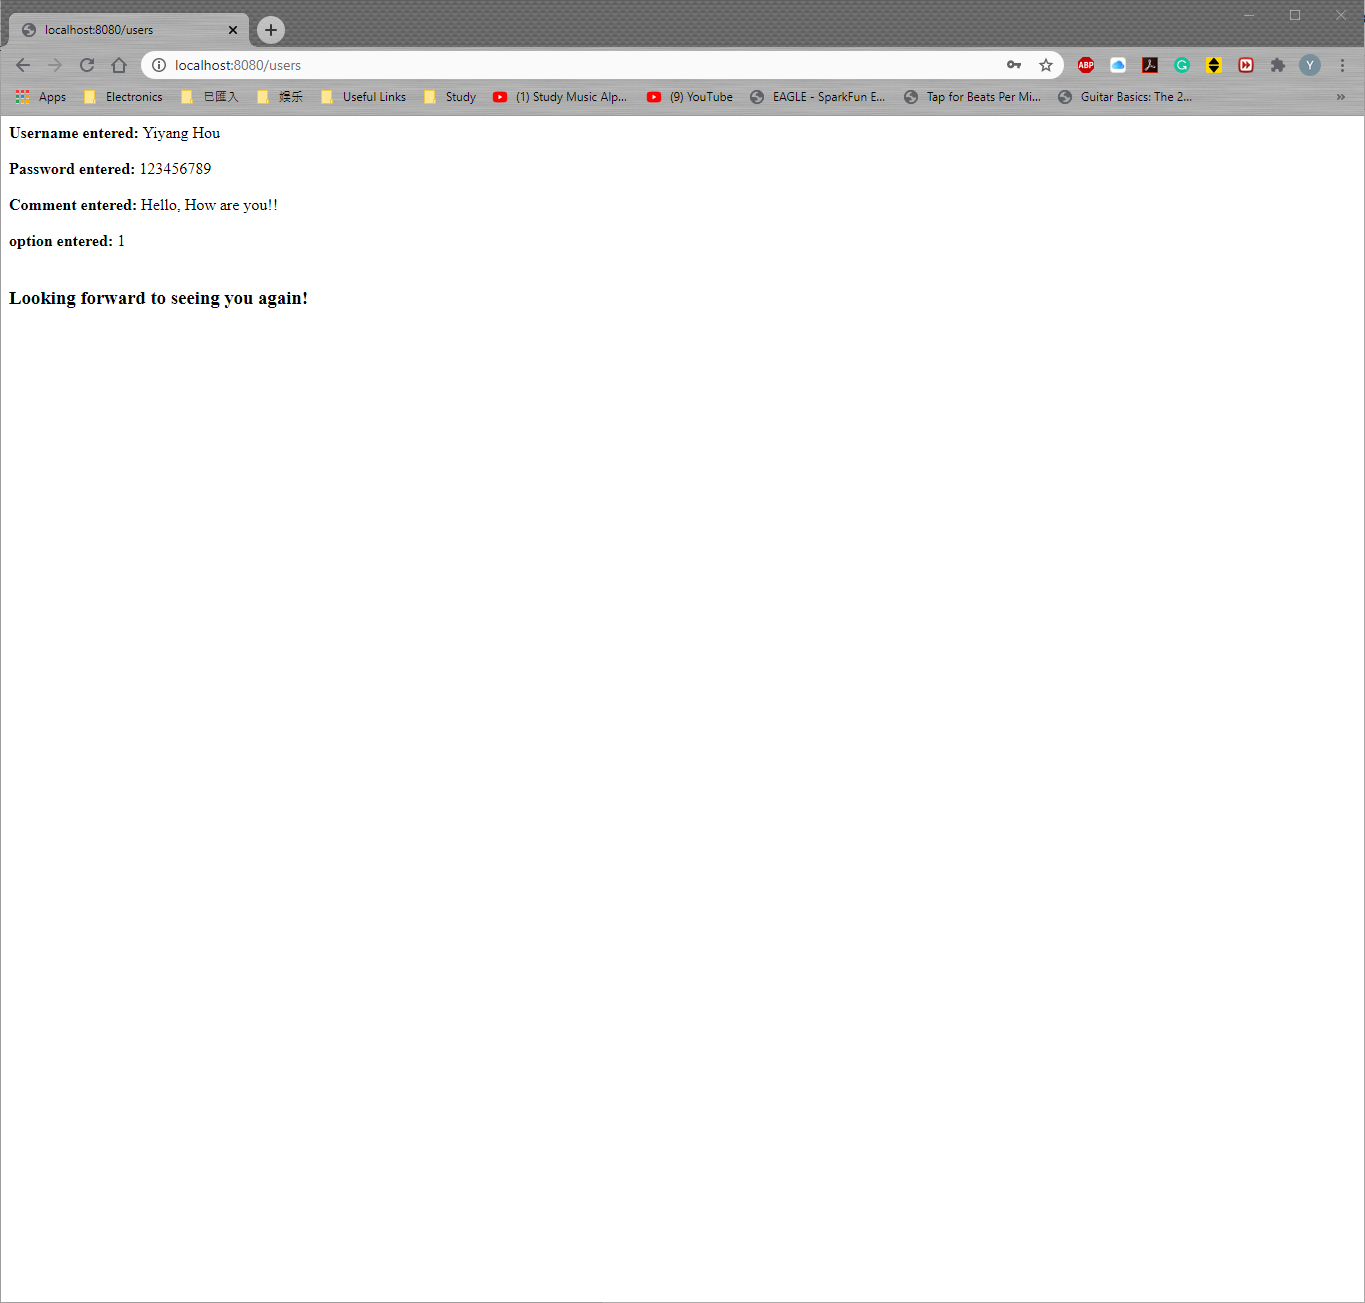 localhost:8080/users
localhost:8080/users
ABP
Y
Apps Electronics 已匯入 娱乐 Useful Links Study (1) Study Music Alp... (9) YouTube EAGLE - SparkFun E... Tap for Beats Per Mi... Guitar Basics: The 2... »
Username entered: Yiyang Hou
Password entered: 123456789
Comment entered: Hello, How are you!!
option entered: 1
Looking forward to seeing you again!